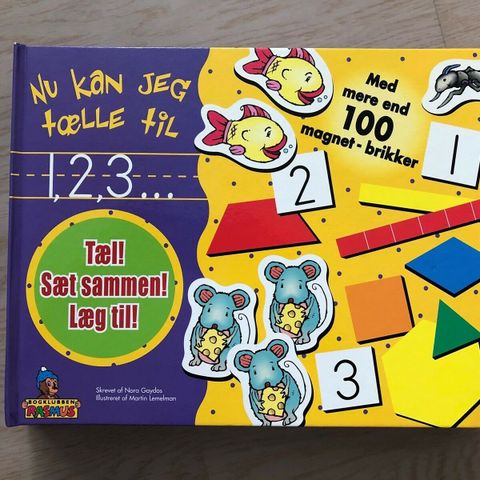 Nu kan jeg
tælle til
1,2,3...
Tæl!
Sæt sammen!
Læg til!
Med
mere end
100
magnet-brikker
1
2
3
Skrevet af Nora Gaydos
Illustreret af Martin Lemelman
BOGKLUBBEN
RASMUS